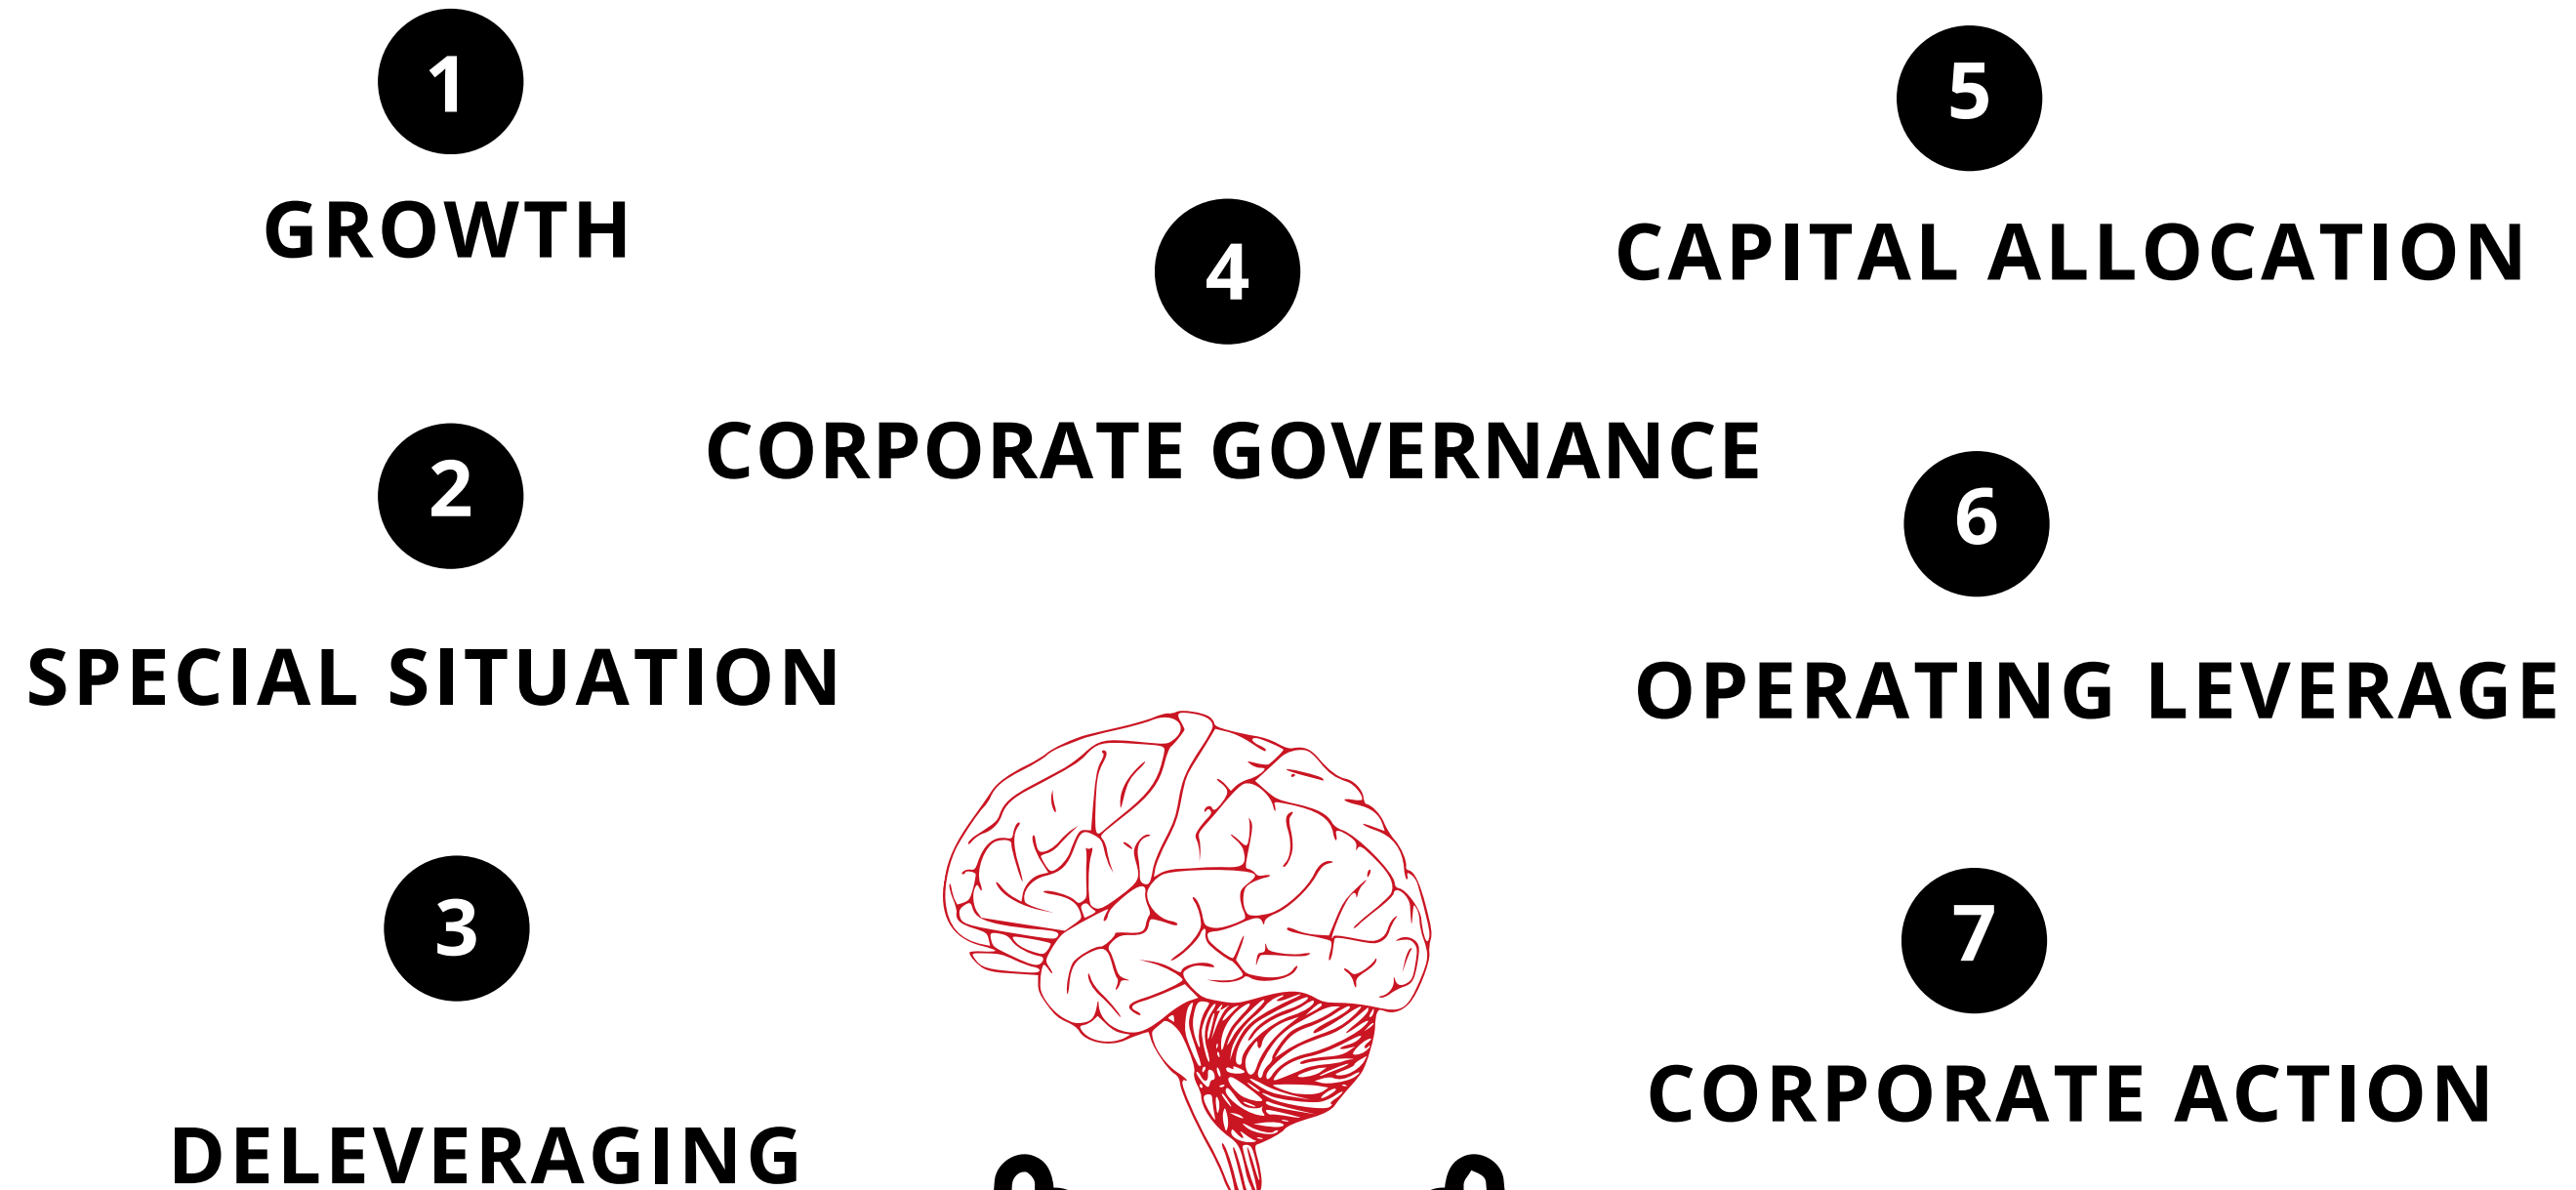 1
GROWTH
2
SPECIAL SITUATION
3
DELEVERAGING
4
CORPORATE GOVERNANCE
5
CAPITAL ALLOCATION
6
OPERATING LEVERAGE
7
CORPORATE ACTION